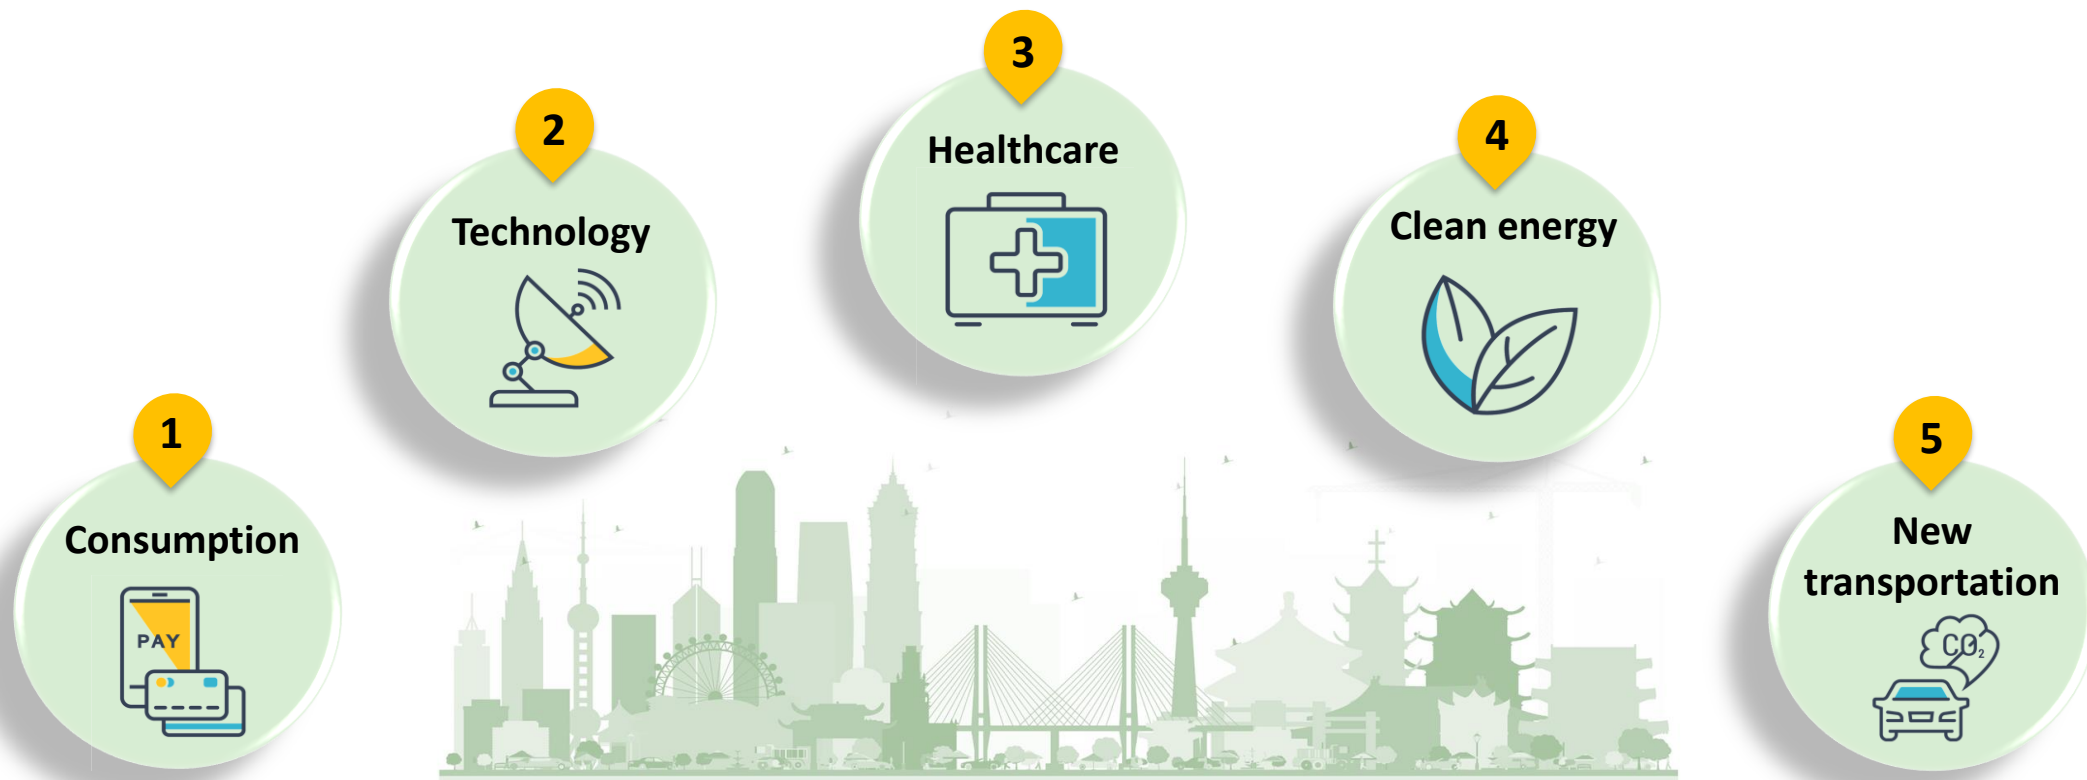 1
Consumption
PAY
2
Technology
3
Healthcare
4
Clean energy
5
New
transportation
CO₂